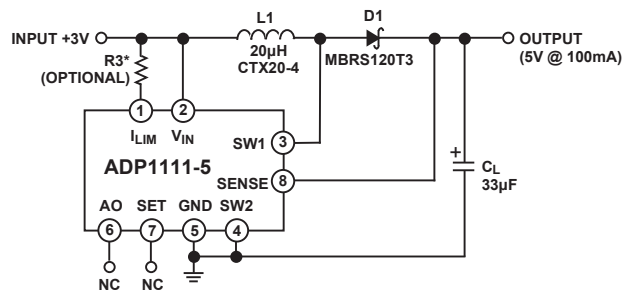 INPUT +3V
L1
20µH
CTX20-4
D1
MBRS120T3
OUTPUT
(5V @ 100mA)
R3*
(OPTIONAL)
1
2
ILIM
VIN
SW1
3
ADP1111-5
SENSE
8
+
CL
33µF
AO
SET
GND
SW2
6
7
5
4
NC
NC